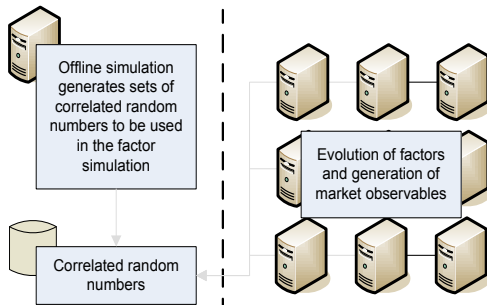 Offline simulation
generates sets of
correlated random
numbers to be used
in the factor
simulation
Evolution of factors
and generation of
market observables
Correlated random
numbers